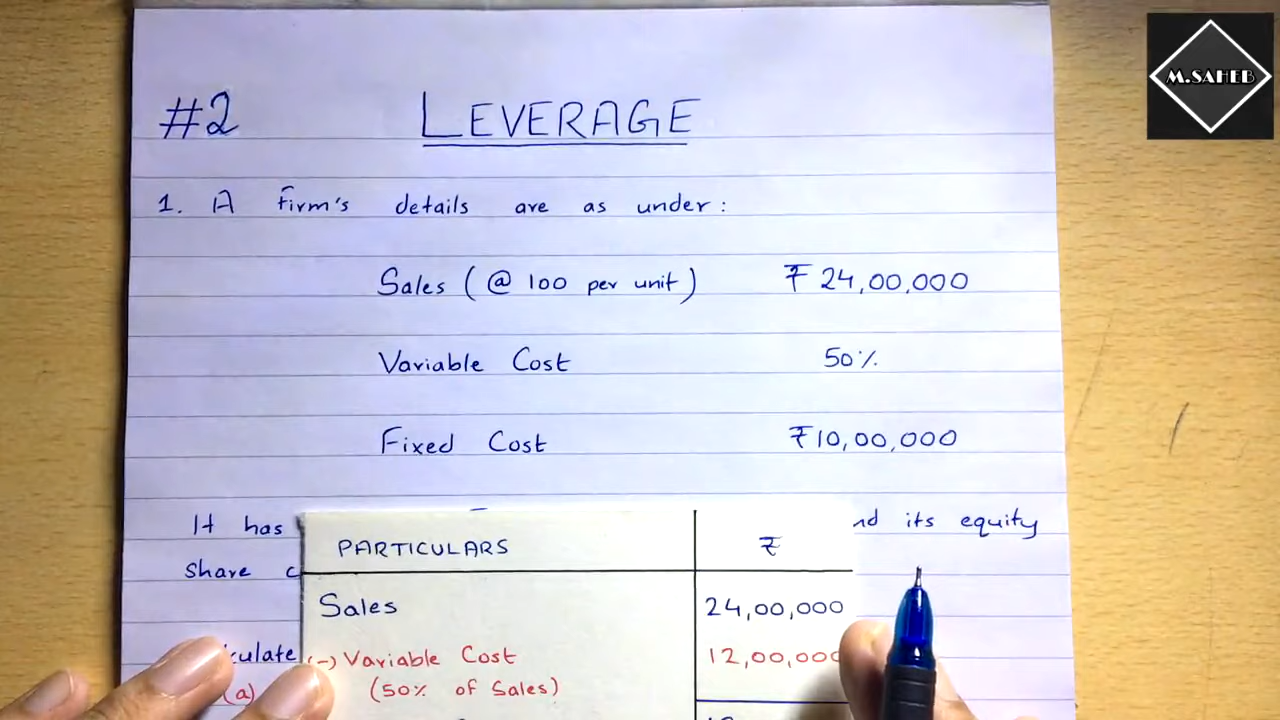 M.SAHEB
#2 LEVERAGE
1. A firm's details are as under:
Sales (@ 100 per unit) ₹ 24,00,000
Variable Cost 50%
Fixed Cost ₹10,00,000
It has nd its equity
share c
PARTICULARS ₹
Sales 24,00,000
culate (-) Variable Cost 12,00,000
(a) (50% of Sales)